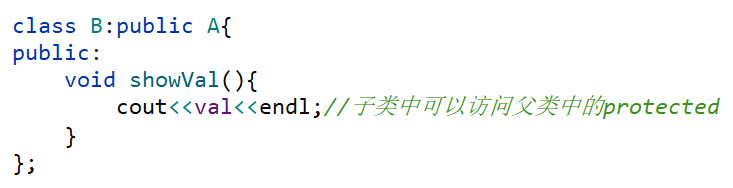 class B:public A{
public:
    void showVal(){
        cout<<val<<endl;//子类中可以访问父类中的protected
    }
};